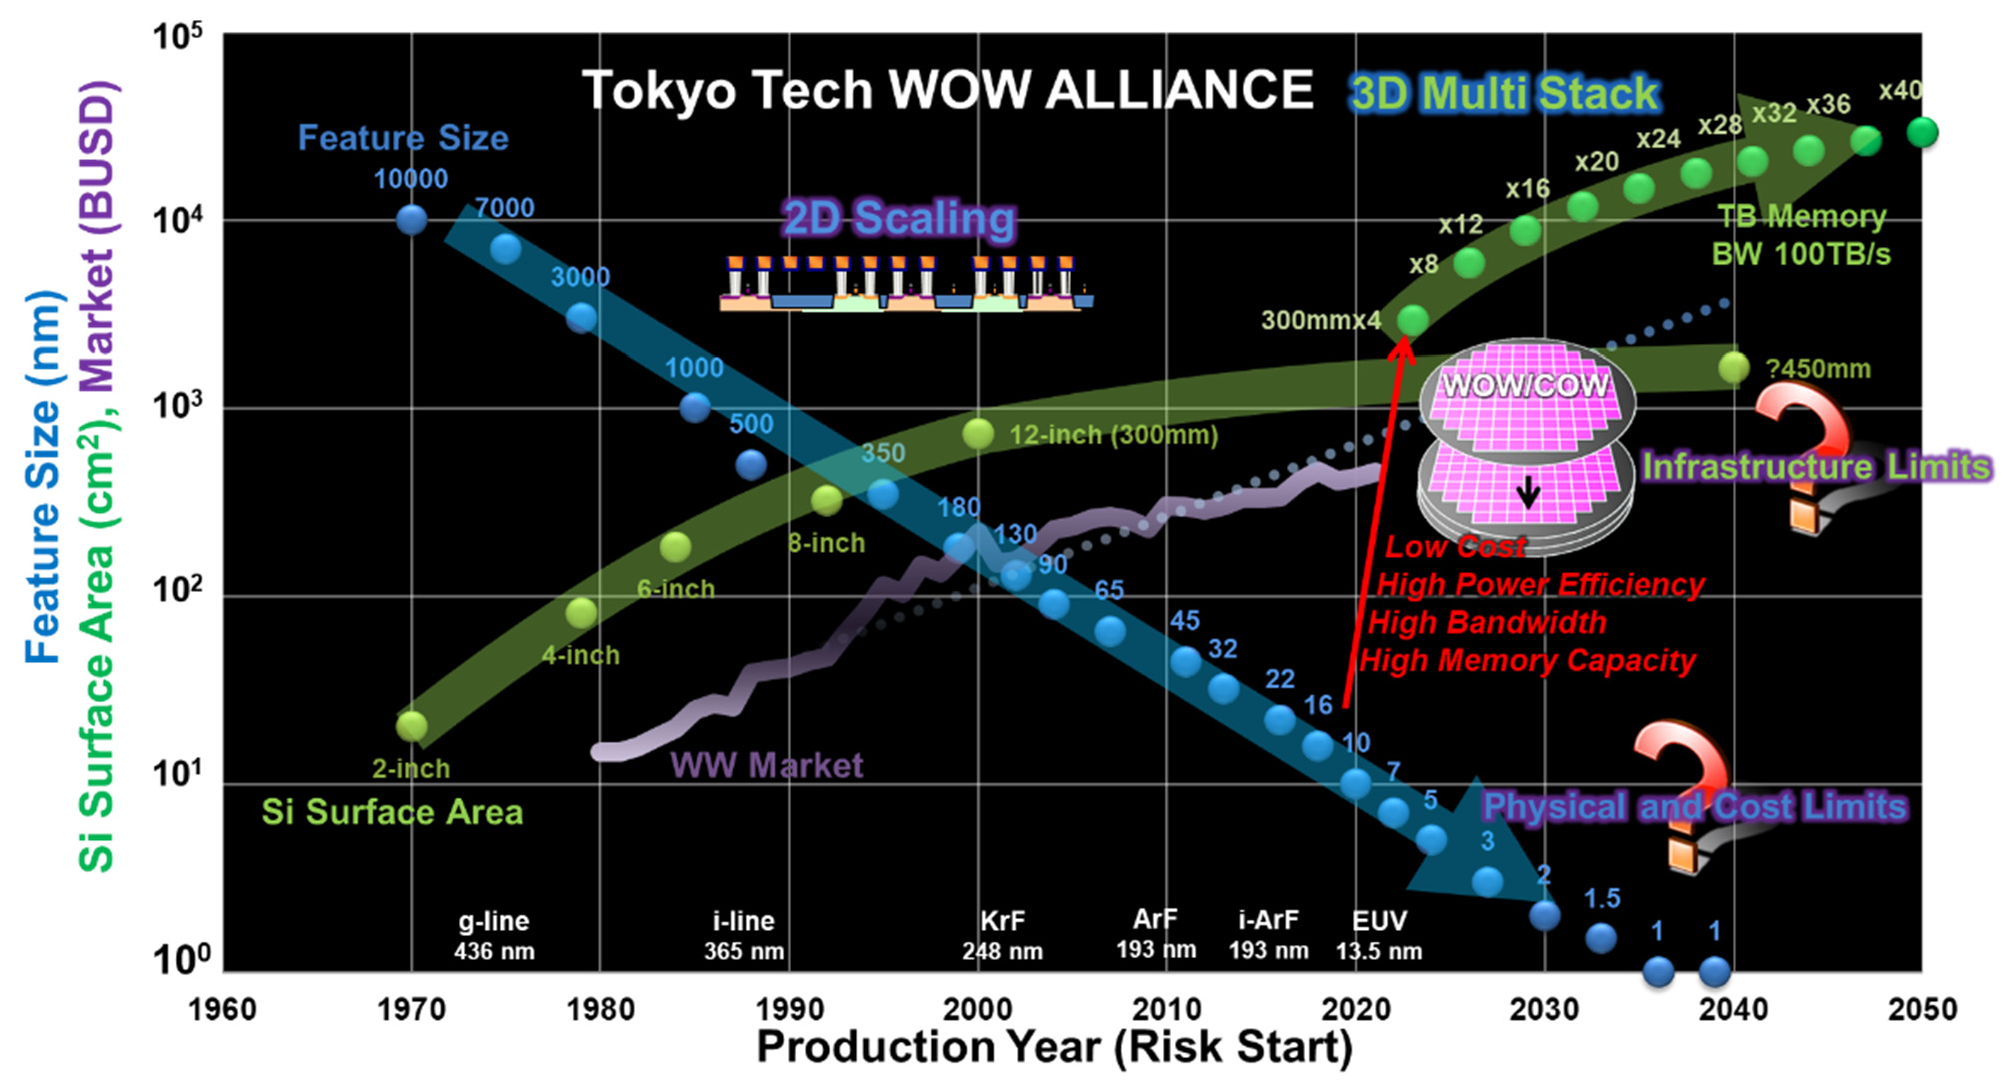 Tokyo Tech WOW ALLIANCE
3D Multi Stack
Feature Size
10000
7000
3000
1000
500
350
180
130
90
65
45
32
22
16
10
7
5
3
2
1.5
1
1
2D Scaling
300mmx4
x8
x12
x16
x20
x24
x28
x32
x36
x40
TB Memory
BW 100TB/s
WOW/COW
?450mm
Infrastructure Limits
12-inch (300mm)
8-inch
6-inch
4-inch
2-inch
Si Surface Area
WW Market
Low Cost
High Power Efficiency
High Bandwidth
High Memory Capacity
Physical and Cost Limits
g-line
436 nm
i-line
365 nm
KrF
248 nm
ArF
193 nm
i-ArF
193 nm
EUV
13.5 nm
10⁵
10⁴
10³
10²
10¹
10⁰
Feature Size (nm)
Si Surface Area (cm²), Market (BUSD)
1960
1970
1980
1990
2000
2010
2020
2030
2040
2050
Production Year (Risk Start)